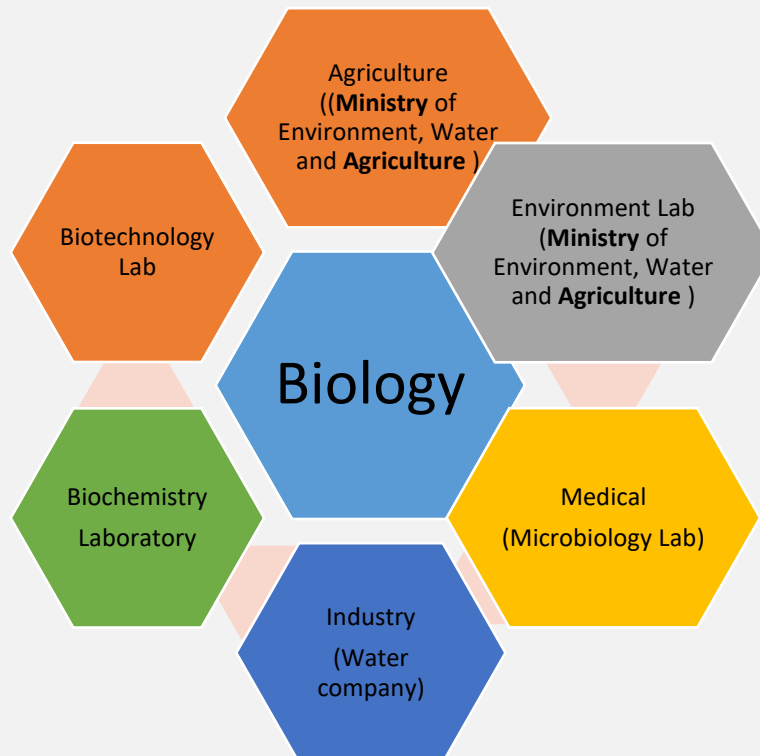 Agriculture
((Ministry of
Environment, Water
and Agriculture )
Environment Lab
(Ministry of
Environment, Water
and Agriculture )
Biotechnology
Lab
Biology
Biochemistry
Laboratory
Medical
(Microbiology Lab)
Industry
(Water
company)